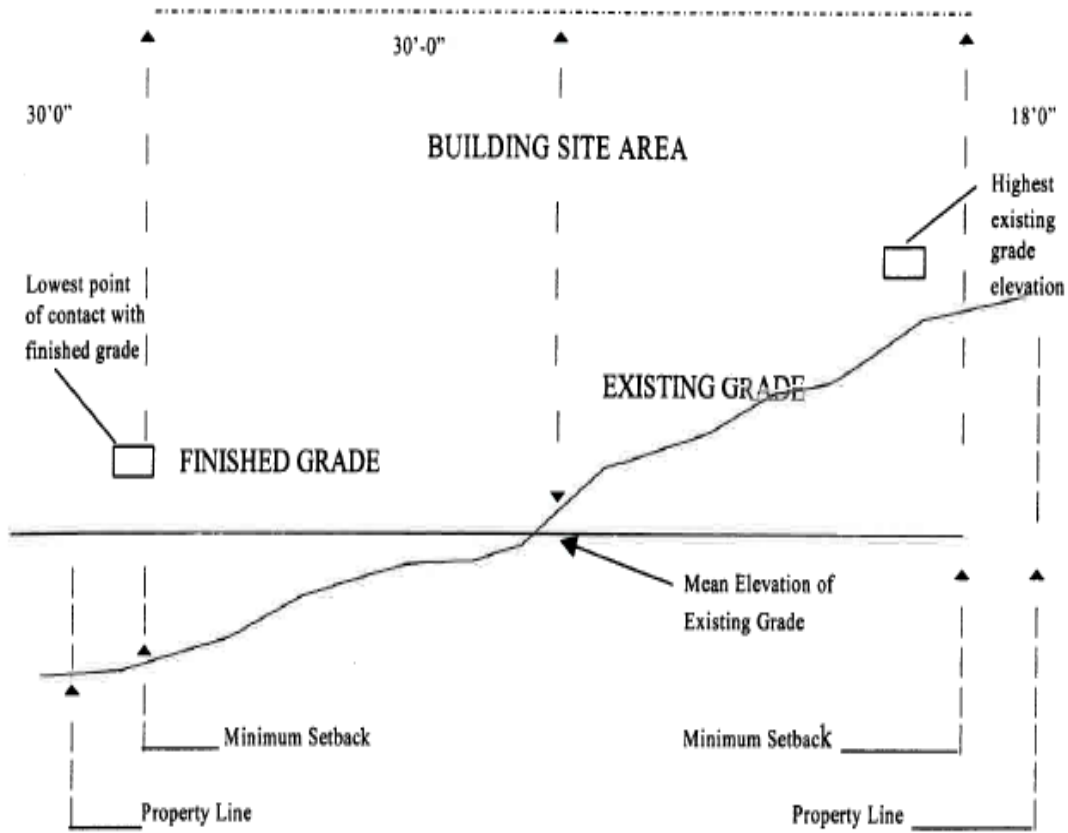 30'-0"
30'0"
18'0"
BUILDING SITE AREA
Highest
existing
grade
elevation
Lowest point
of contact with
finished grade
EXISTING GRADE
FINISHED GRADE
Mean Elevation of
Existing Grade
Minimum Setback
Minimum Setback
Property Line
Property Line